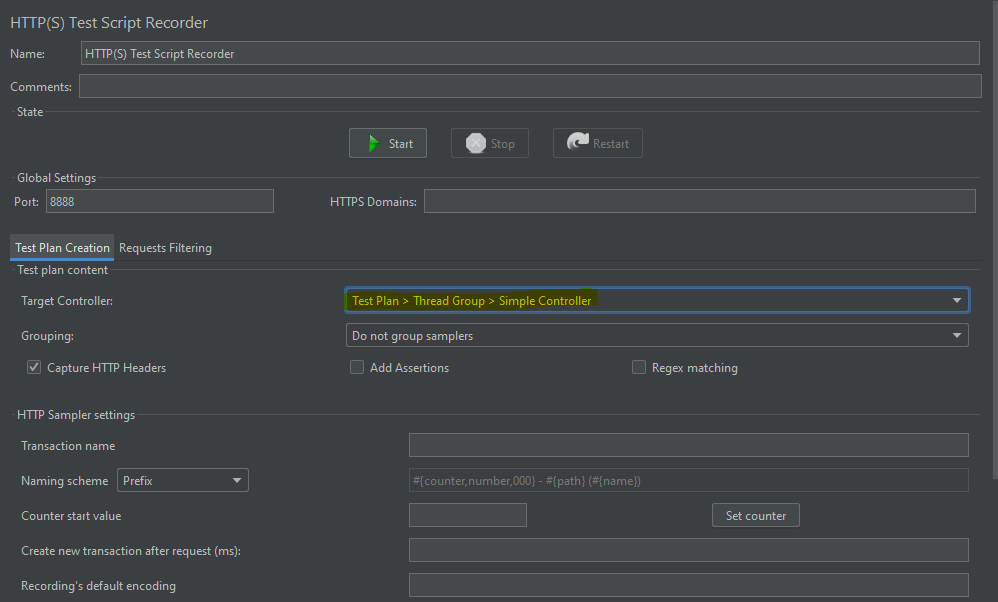 HTTP(S) Test Script Recorder
Name: HTTP(S) Test Script Recorder
Comments:
State
Start Stop Restart
Global Settings
Port: 8888 HTTPS Domains:
Test Plan Creation Requests Filtering
Test plan content
Target Controller: Test Plan > Thread Group > Simple Controller
Grouping: Do not group samplers
Capture HTTP Headers Add Assertions Regex matching
HTTP Sampler settings
Transaction name
Naming scheme Prefix #{counter,number,000} - #{path} (#{name})
Counter start value Set counter
Create new transaction after request (ms):
Recording's default encoding